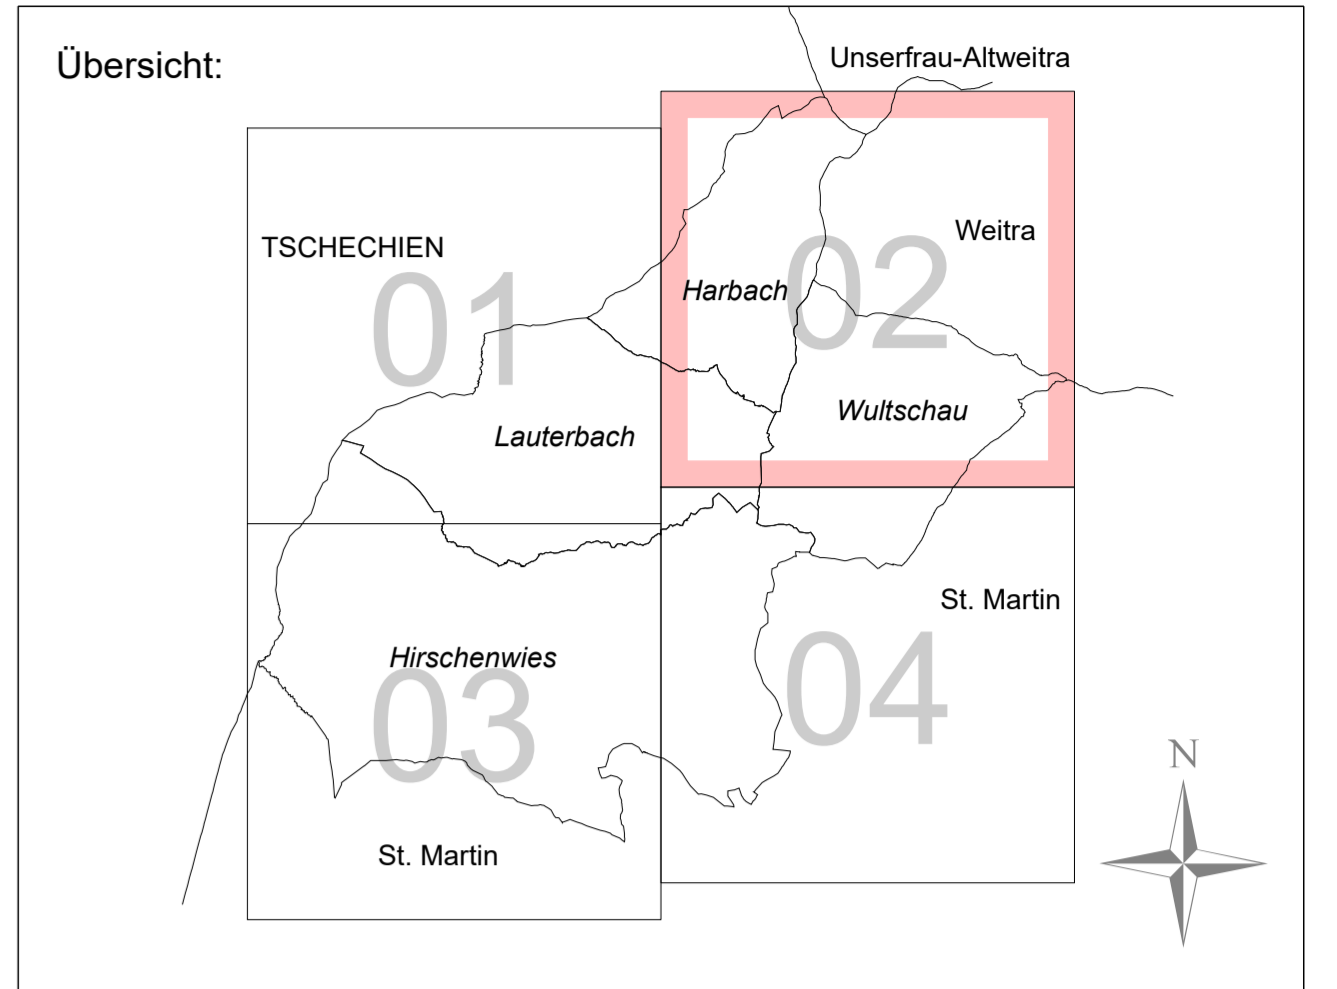 Übersicht:
Unserfrau-Altweitra
TSCHECHIEN
01
Weitra
Harbach
02
Lauterbach
Wultschau
Hirschenwies
03
St. Martin
04
St. Martin
N